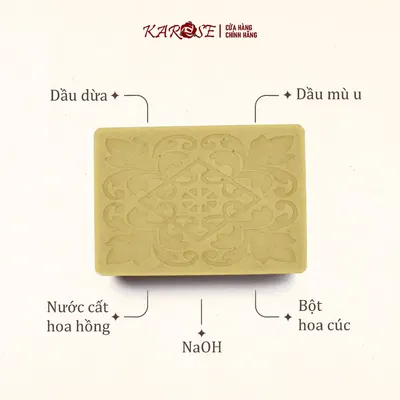 KAROSE | CỬA HÀNG
CHÍNH HÃNG
Dầu dừa
Dầu mù u
Nước cất
hoa hồng
Bột
hoa cúc
NaOH